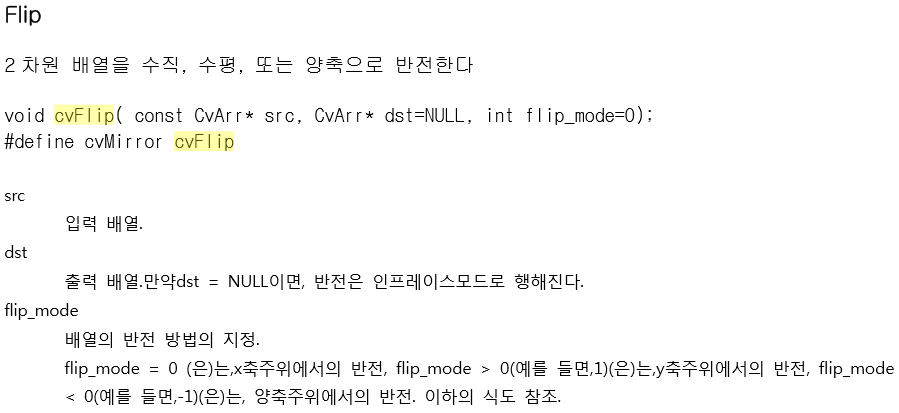 Flip
2차원 배열을 수직, 수평, 또는 양축으로 반전한다
void cvFlip( const CvArr* src, CvArr* dst=NULL, int flip_mode=0);
#define cvMirror cvFlip
src
입력 배열.
dst
출력 배열.만약dst = NULL이면, 반전은 인프레이스모드로 행해진다.
flip_mode
배열의 반전 방법의 지정.
flip_mode = 0 (은)는,x축주위에서의 반전, flip_mode > 0(예를 들면,1)(은)는,y축주위에서의 반전, flip_mode
< 0(예를 들면,-1)(은)는, 양축주위에서의 반전. 이하의 식도 참조.